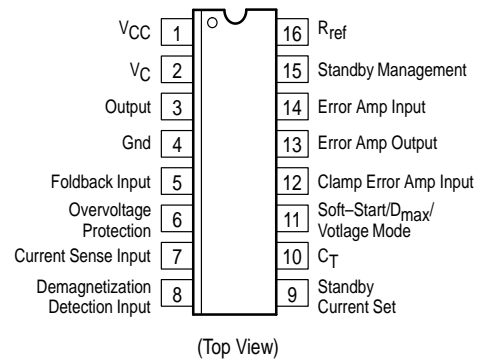 VCC 1
VC 2
Output 3
Gnd 4
Foldback Input 5
Overvoltage
Protection 6
Current Sense Input 7
Demagnetization
Detection Input 8
16 Rref
15 Standby Management
14 Error Amp Input
13 Error Amp Output
12 Clamp Error Amp Input
11 Soft–Start/Dmax/
Votlage Mode
10 CT
9 Standby
Current Set
(Top View)